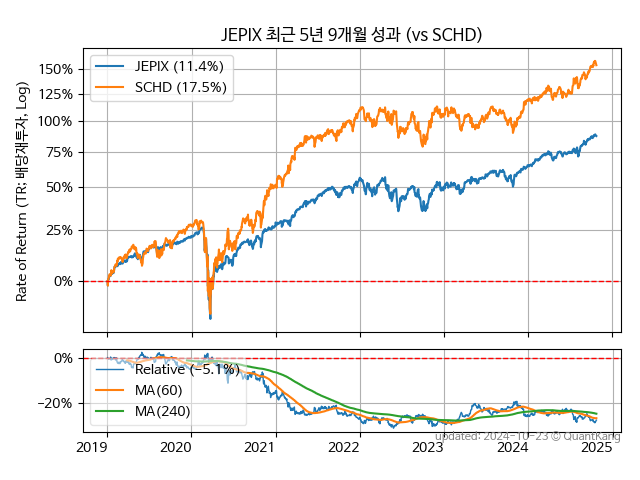 JEPIX 최근 5년 9개월 성과 (vs SCHD)
JEPIX (11.4%)
SCHD (17.5%)
150%
125%
100%
75%
50%
25%
0%
Rate of Return (TR: 배당재투자, Log)
0%
−20%
Relative (−5.1%)
MA(60)
MA(240)
2019
2020
2021
2022
2023
2024
2025
updated: 2024-10-23 © QuantKang